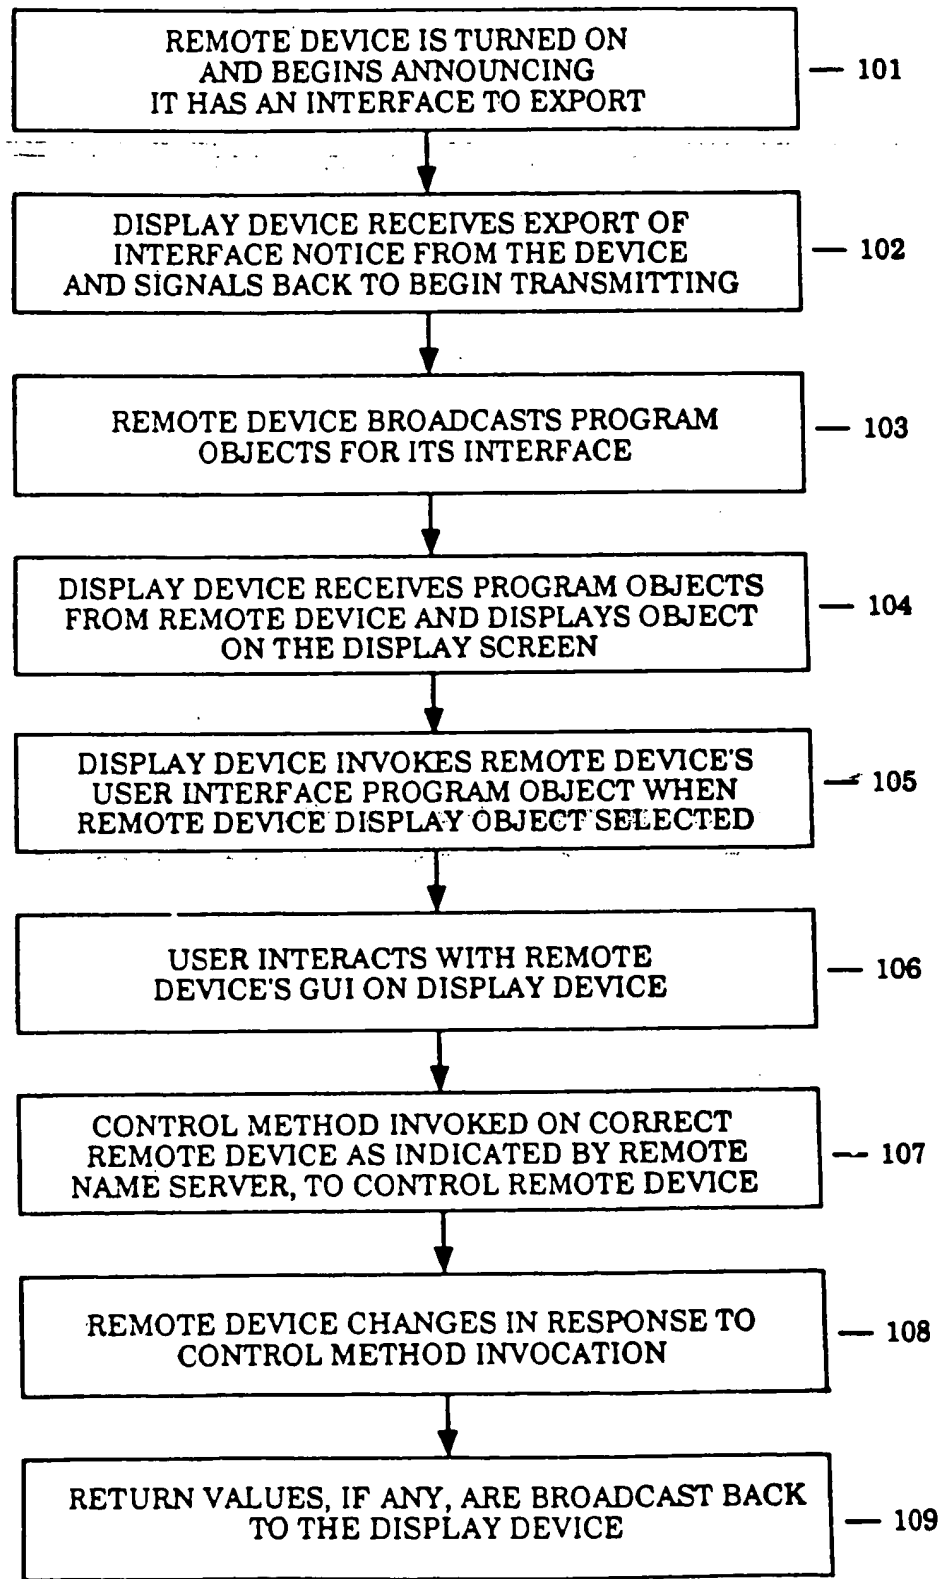 REMOTE DEVICE IS TURNED ON
AND BEGINS ANNOUNCING
IT HAS AN INTERFACE TO EXPORT
101
DISPLAY DEVICE RECEIVES EXPORT OF
INTERFACE NOTICE FROM THE DEVICE
AND SIGNALS BACK TO BEGIN TRANSMITTING
102
REMOTE DEVICE BROADCASTS PROGRAM
OBJECTS FOR ITS INTERFACE
103
DISPLAY DEVICE RECEIVES PROGRAM OBJECTS
FROM REMOTE DEVICE AND DISPLAYS OBJECT
ON THE DISPLAY SCREEN
104
DISPLAY DEVICE INVOKES REMOTE DEVICE'S
USER INTERFACE PROGRAM OBJECT WHEN
REMOTE DEVICE DISPLAY OBJECT SELECTED
105
USER INTERACTS WITH REMOTE
DEVICE'S GUI ON DISPLAY DEVICE
106
CONTROL METHOD INVOKED ON CORRECT
REMOTE DEVICE AS INDICATED BY REMOTE
NAME SERVER, TO CONTROL REMOTE DEVICE
107
REMOTE DEVICE CHANGES IN RESPONSE TO
CONTROL METHOD INVOCATION
108
RETURN VALUES, IF ANY, ARE BROADCAST BACK
TO THE DISPLAY DEVICE
109